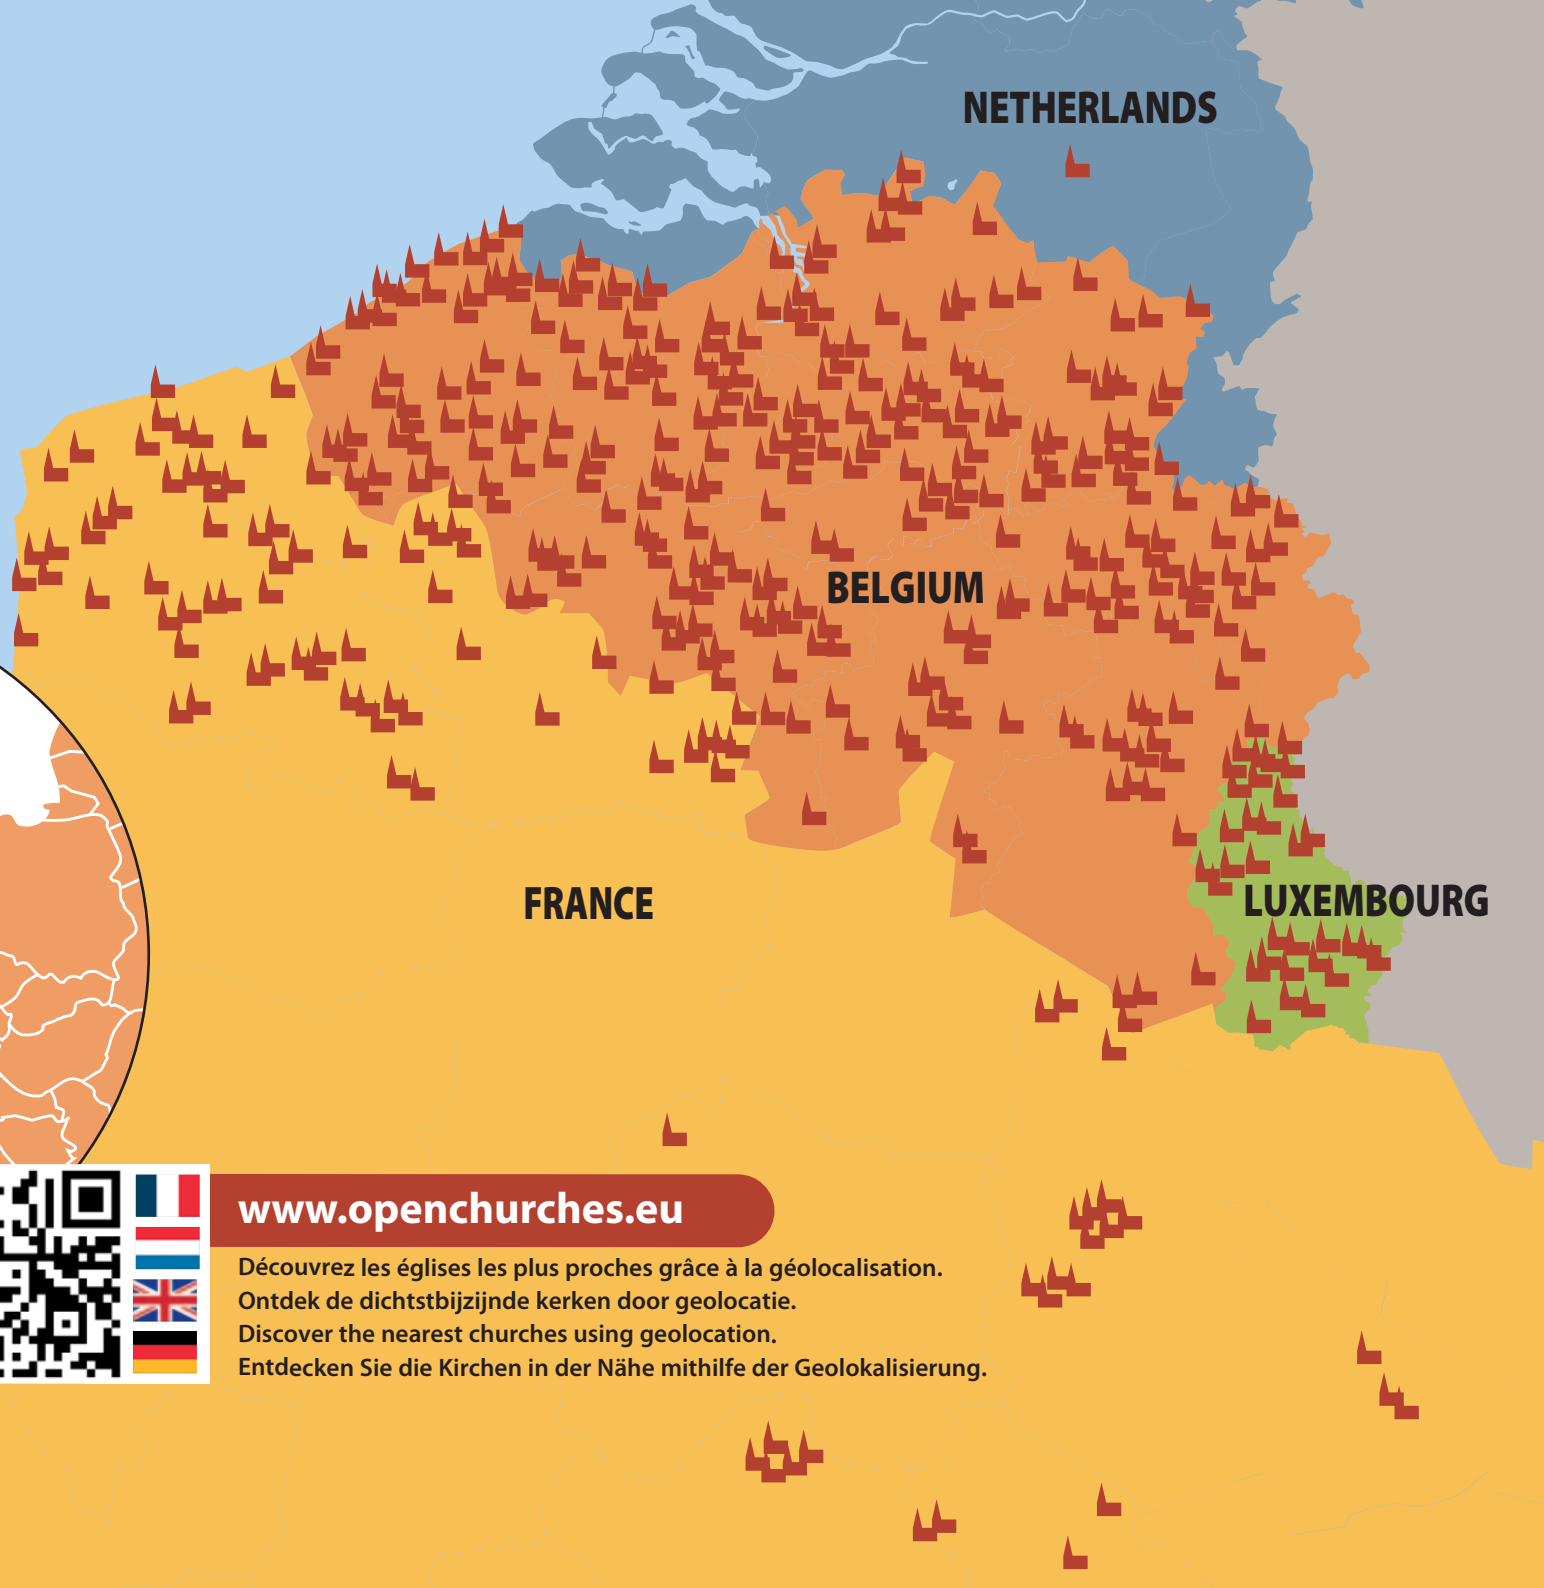 NETHERLANDS
BELGIUM
FRANCE
LUXEMBOURG
www.openchurches.eu
Découvrez les églises les plus proches grâce à la géolocalisation.
Ontdek de dichtstbijzijnde kerken door geolocatie.
Discover the nearest churches using geolocation.
Entdecken Sie die Kirchen in der Nähe mithilfe der Geolokalisierung.